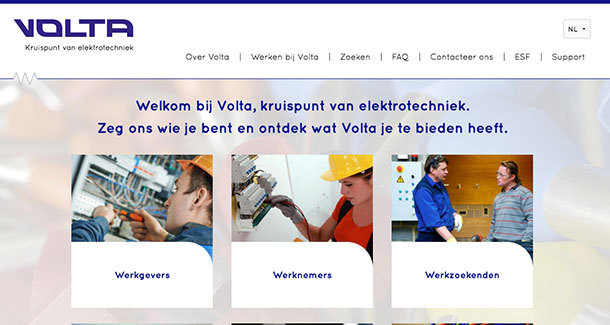 VOLTA
Kruispunt van elektrotechniek
NL
Over Volta | Werken bij Volta | Zoeken | FAQ | Contacteer ons | ESF | Support
Welkom bij Volta, kruispunt van elektrotechniek.
Zeg ons wie je bent en ontdek wat Volta je te bieden heeft.
Werkgevers
Werknemers
Werkzoekenden